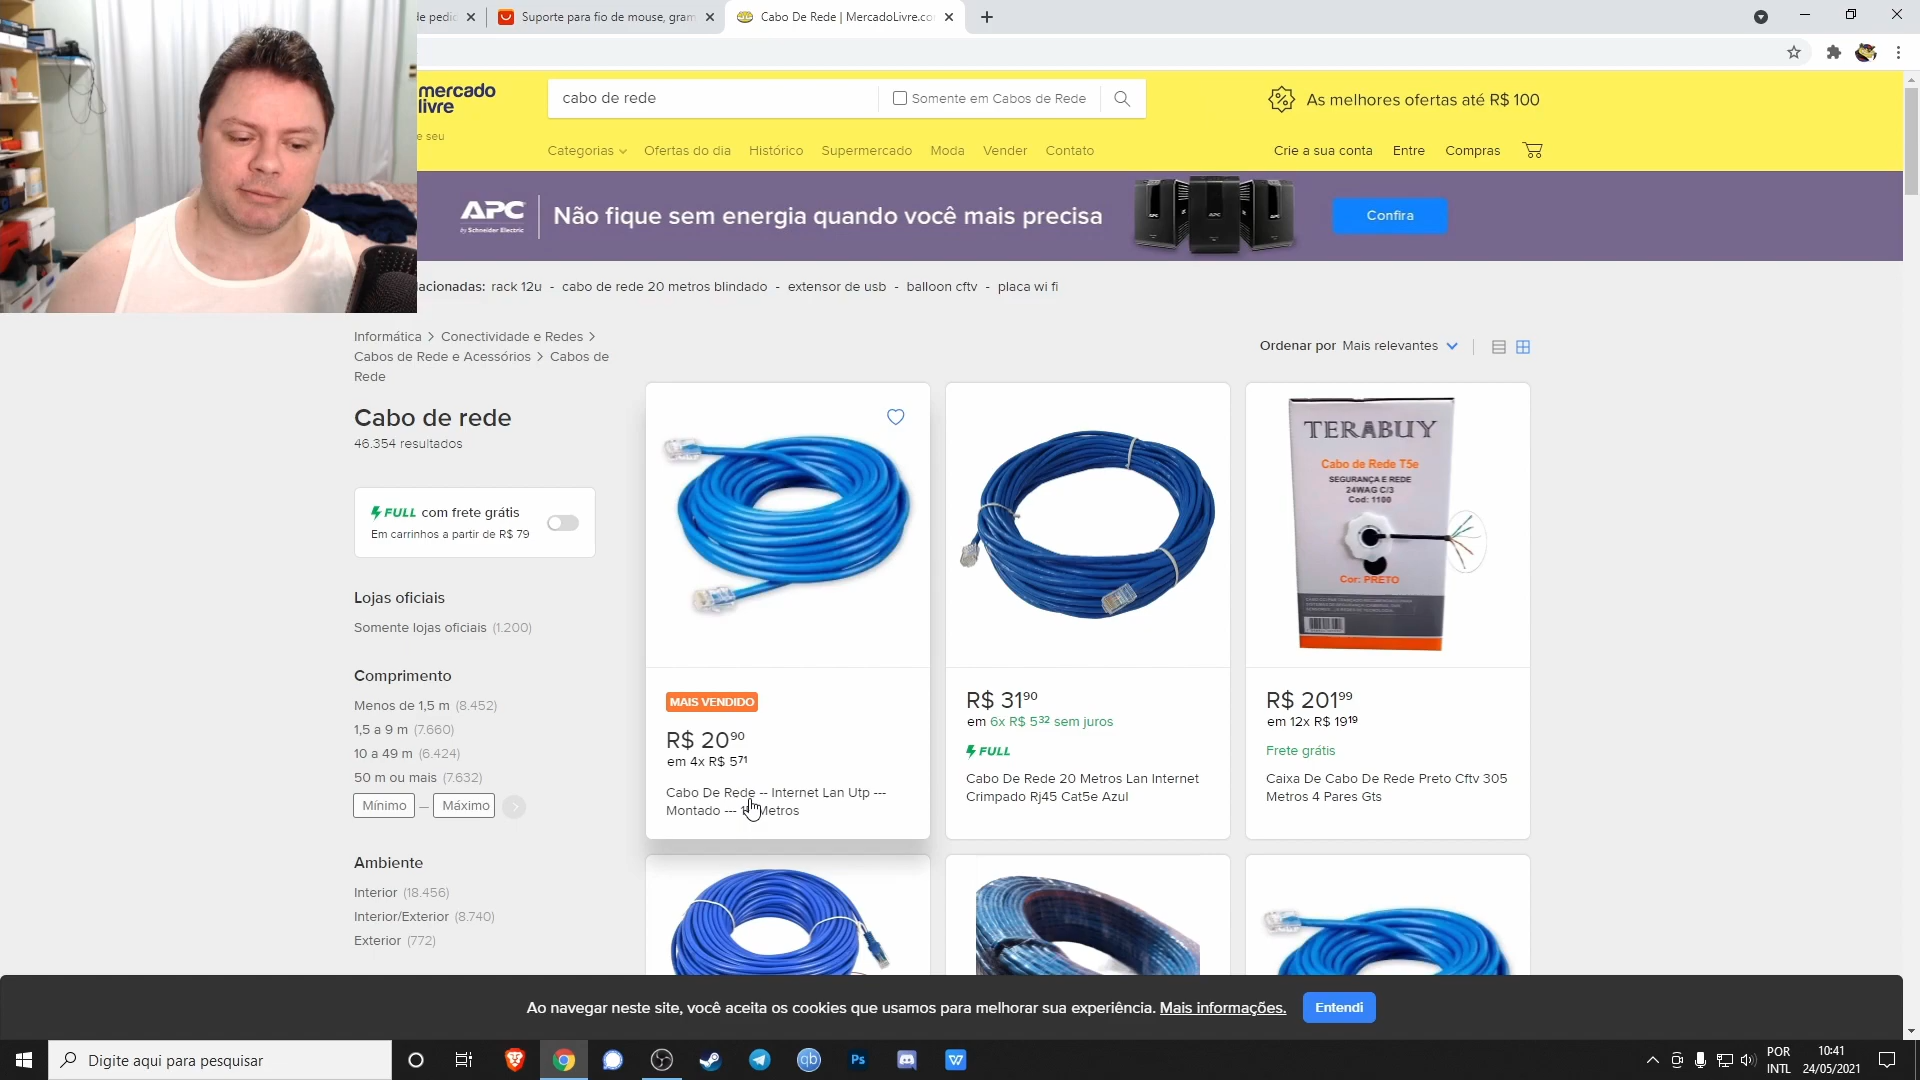 de pedic
Suporte para fio de mouse, gram
Cabo De Rede | MercadoLivre.co
mercado
livre
cabo de rede
Somente em Cabos de Rede
As melhores ofertas até R$ 100
e seu
Categorias
Ofertas do dia
Histórico
Supermercado
Moda
Vender
Contato
Crie a sua conta
Entre
Compras
APC
by Schneider Electric
Não fique sem energia quando você mais precisa
Confira
lacionadas: rack 12u - cabo de rede 20 metros blindado - extensor de usb - balloon cftv - placa wi fi
Informática > Conectividade e Redes >
Cabos de Rede e Acessórios > Cabos de
Rede
Ordenar por Mais relevantes
Cabo de rede
46.354 resultados
FULL com frete grátis
Em carrinhos a partir de R$ 79
Lojas oficiais
Somente lojas oficiais (1.200)
Comprimento
Menos de 1,5 m (8.452)
1,5 a 9 m (7.660)
10 a 49 m (6.424)
50 m ou mais (7.632)
Mínimo — Máximo
Ambiente
Interior (18.456)
Interior/Exterior (8.740)
Exterior (772)
MAIS VENDIDO
R$ 20⁹⁰
em 4x R$ 5⁷¹
Cabo De Rede -- Internet Lan Utp ---
Montado --- Metros
R$ 31⁹⁰
em 6x R$ 5³² sem juros
FULL
Cabo De Rede 20 Metros Lan Internet
Crimpado Rj45 Cat5e Azul
TERABUY
Cabo de Rede T5e
SEGURANÇA E REDE
24WAG C/3
Cod: 1100
Cor: PRETO
R$ 201⁹⁹
em 12x R$ 19¹⁹
Frete grátis
Caixa De Cabo De Rede Preto Cftv 305
Metros 4 Pares Gts
Ao navegar neste site, você aceita os cookies que usamos para melhorar sua experiência. Mais informações.
Entendi
Digite aqui para pesquisar
qb
Ps
POR
INTL
10:41
24/05/2021